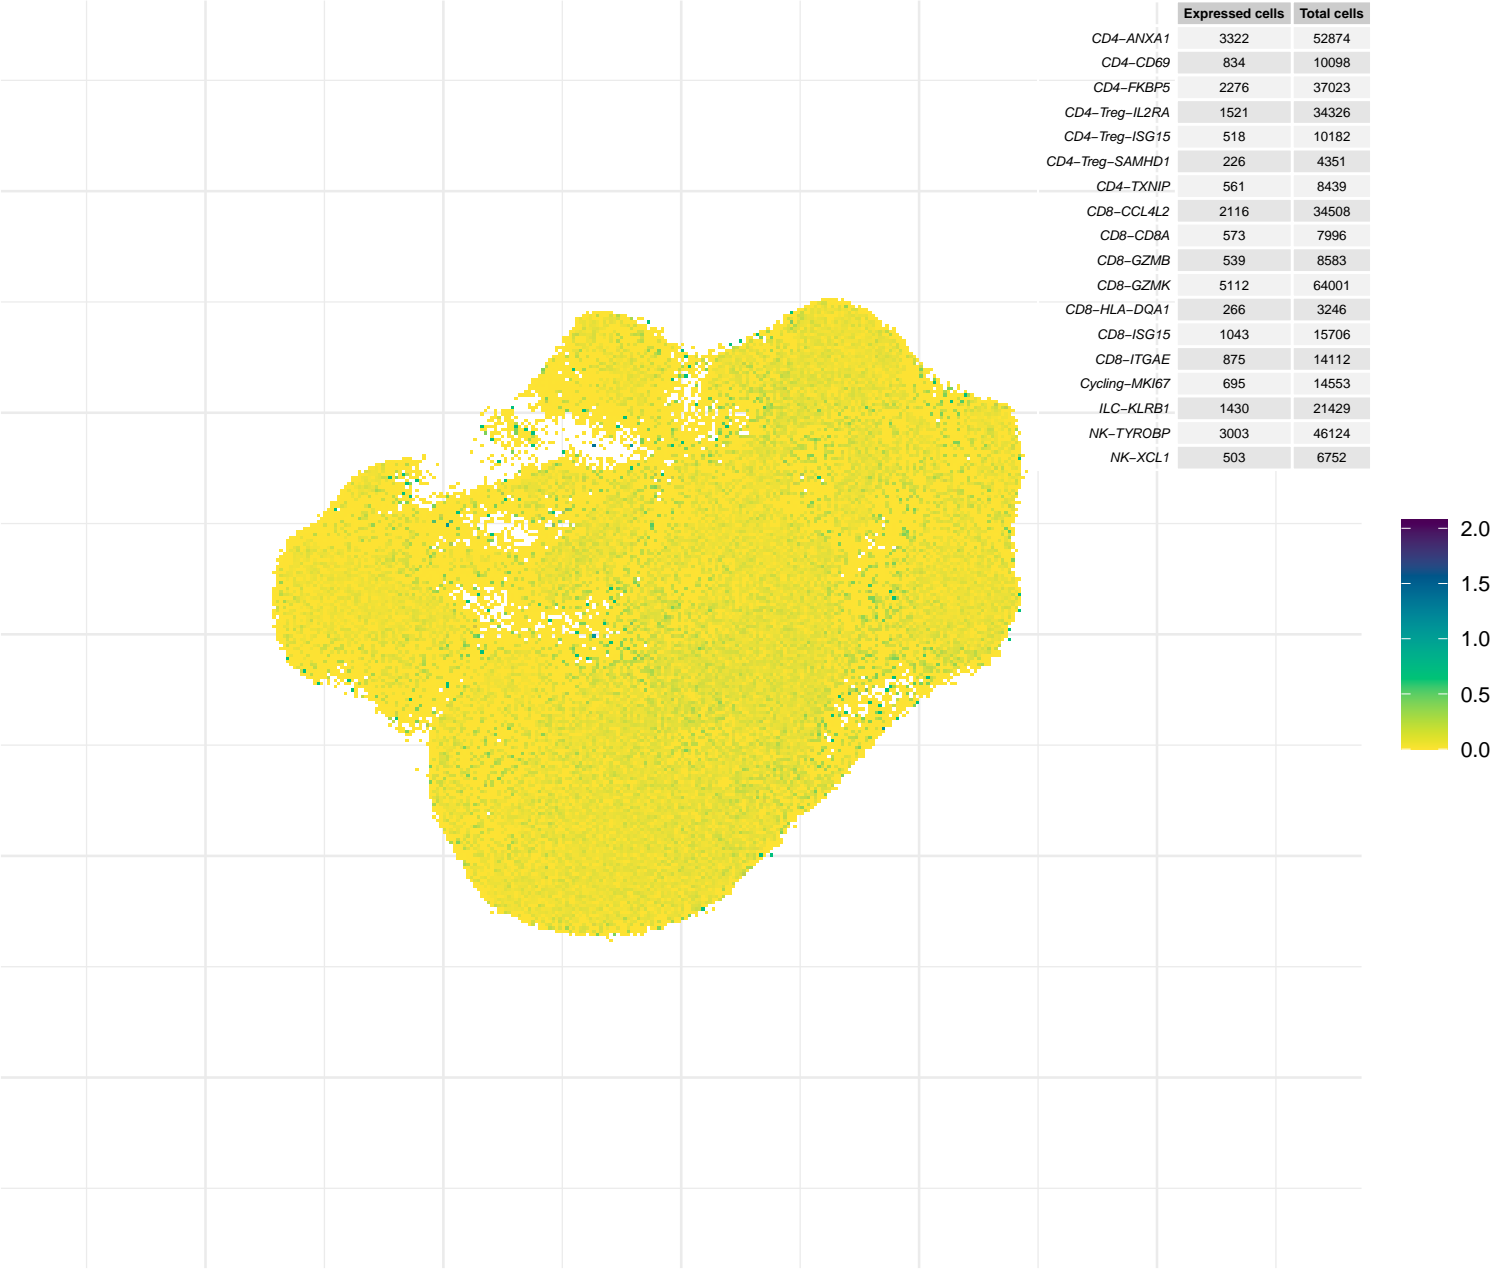 Expressed cells Total cells
CD4−ANXA1 3322 52874
CD4−CD69 834 10098
CD4−FKBP5 2276 37023
CD4−Treg−IL2RA 1521 34326
CD4−Treg−ISG15 518 10182
CD4−Treg−SAMHD1 226 4351
CD4−TXNIP 561 8439
CD8−CCL4L2 2116 34508
CD8−CD8A 573 7996
CD8−GZMB 539 8583
CD8−GZMK 5112 64001
CD8−HLA−DQA1 266 3246
CD8−ISG15 1043 15706
CD8−ITGAE 875 14112
Cycling−MKI67 695 14553
ILC−KLRB1 1430 21429
NK−TYROBP 3003 46124
NK−XCL1 503 6752
2.0
1.5
1.0
0.5
0.0